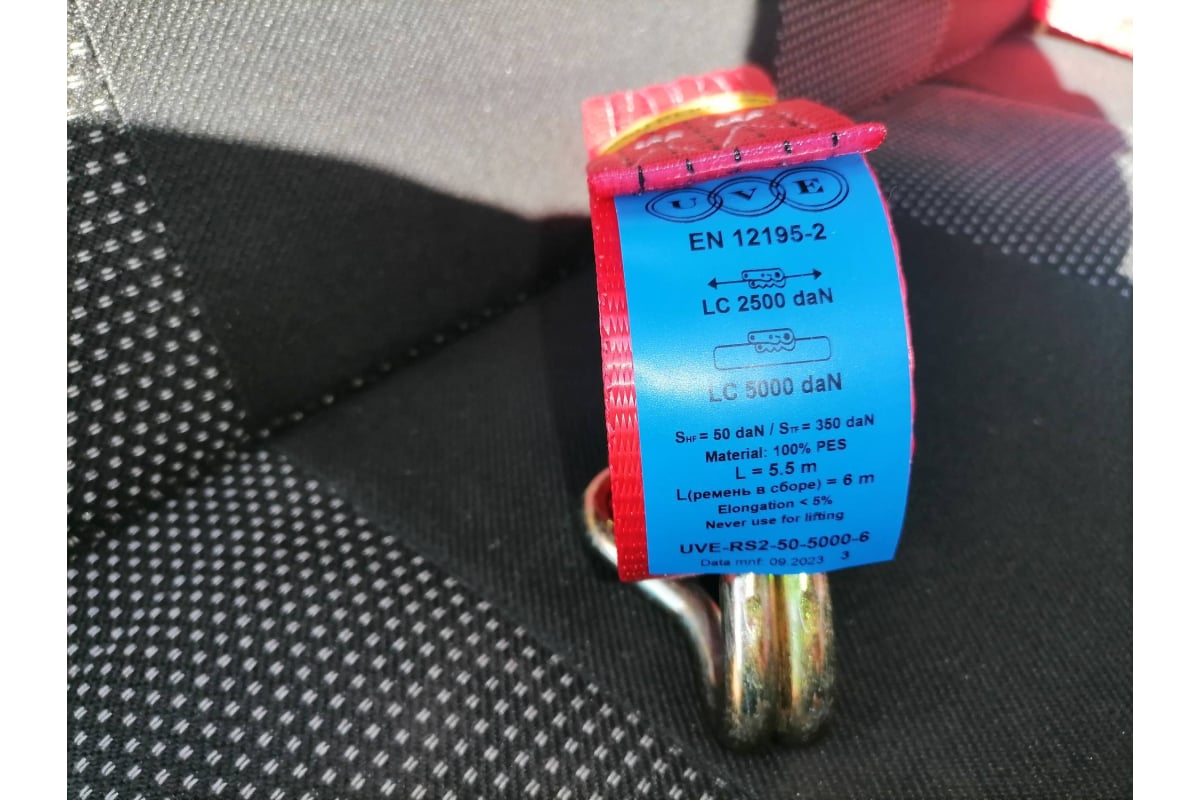 UVE
EN 12195-2
LC 2500 daN
LC 5000 daN
SHF = 50 daN / STF = 350 daN
Material: 100% PES
L = 5.5 m
L(ремень в сборе) = 6 m
Elongation < 5%
Never use for lifting
UVE-RS2-50-5000-6
Data mnf: 09.2023 3